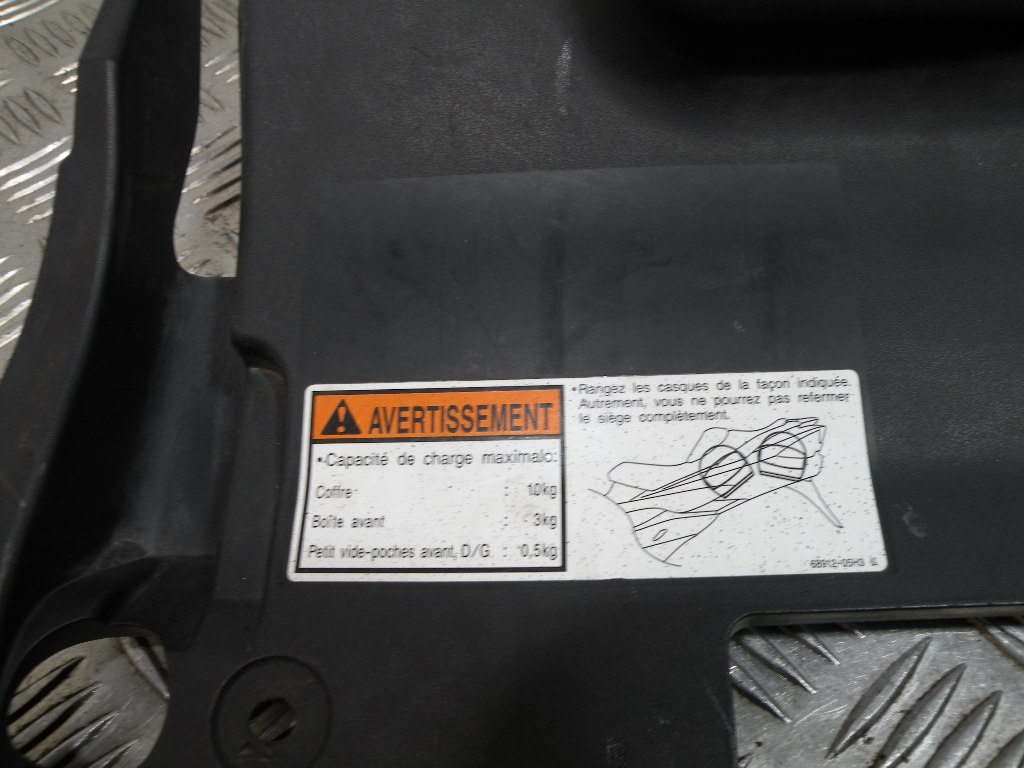 AVERTISSEMENT
•Capacité de charge maximale:
Coffre : 10kg
Boîte avant : 3kg
Petit vide-poches avant, D/G. : 0,5kg
•Rangez les casques de la façon indiquée.
Autrement, vous ne pourrez pas refermer
le siège complètement.